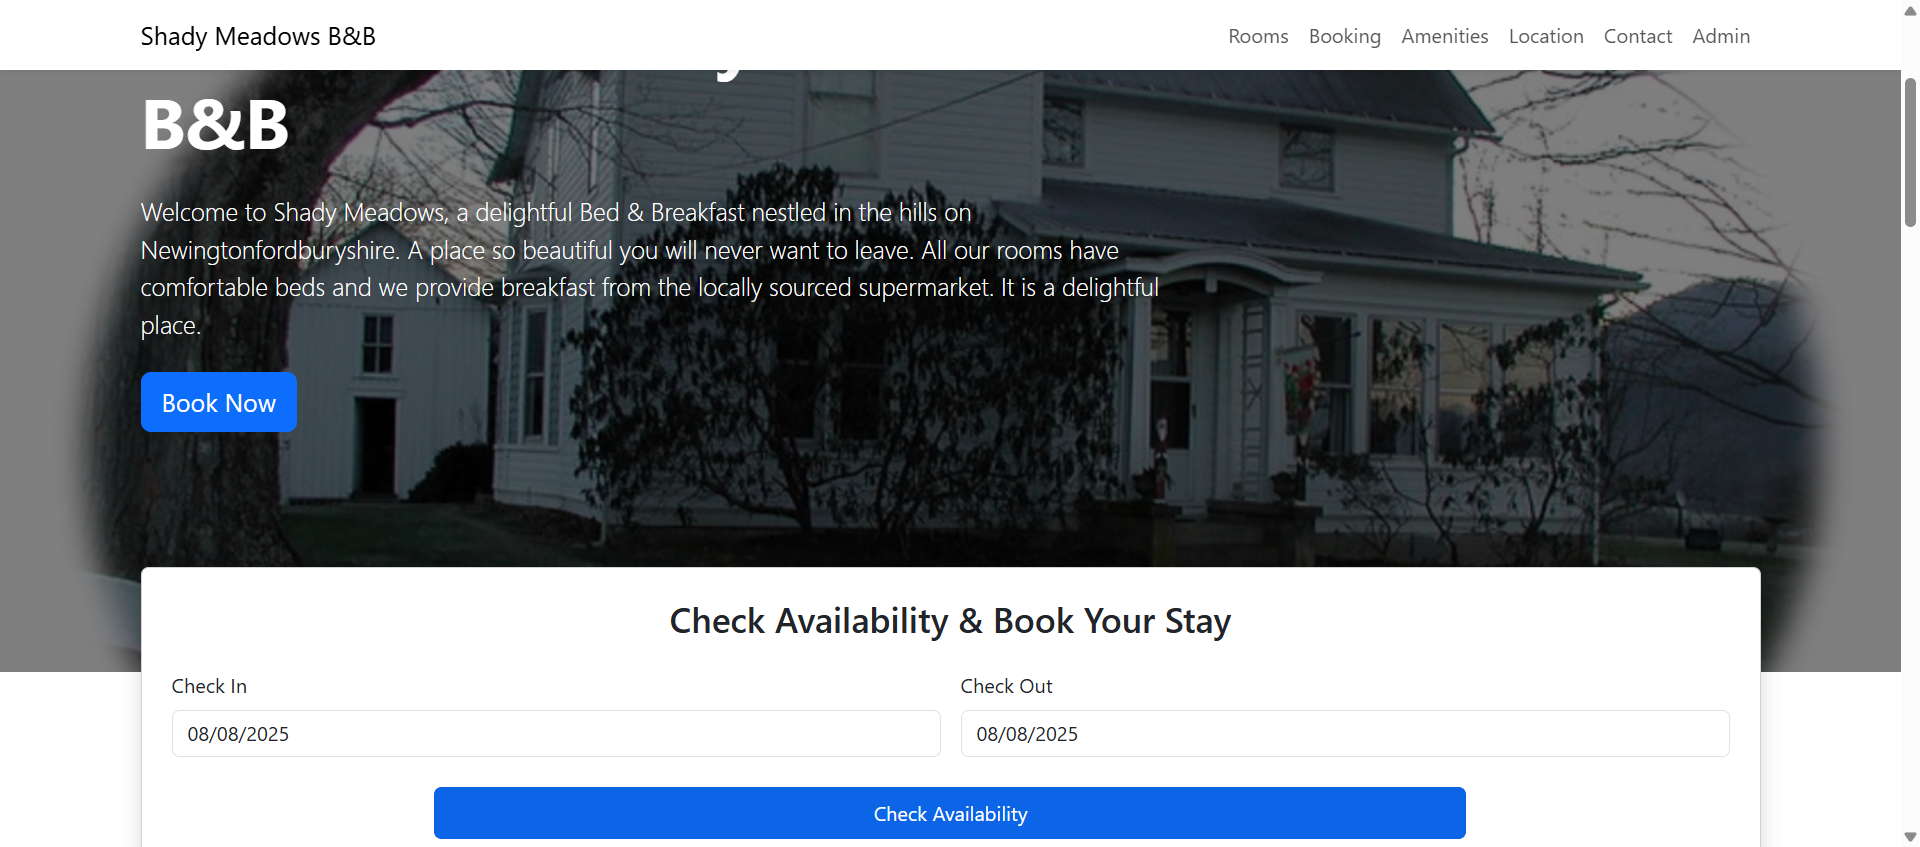 Shady Meadows B&B
Rooms Booking Amenities Location Contact Admin
B&B
Welcome to Shady Meadows, a delightful Bed & Breakfast nestled in the hills on
Newingtonfordburyshire. A place so beautiful you will never want to leave. All our rooms have
comfortable beds and we provide breakfast from the locally sourced supermarket. It is a delightful
place.
Book Now
Check Availability & Book Your Stay
Check In
Check Out
08/08/2025
08/08/2025
Check Availability